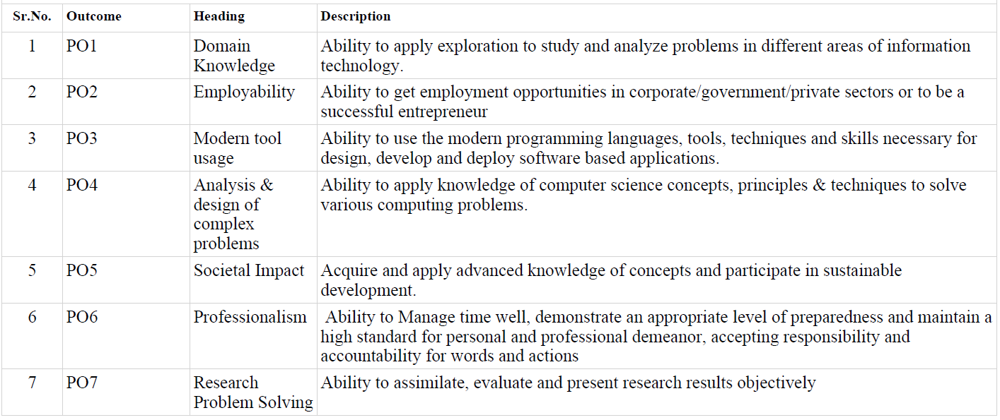 Sr.No. Outcome Heading Description
1 PO1 Domain Ability to apply exploration to study and analyze problems in different areas of information
Knowledge technology.
2 PO2 Employability Ability to get employment opportunities in corporate/government/private sectors or to be a
successful entrepreneur
3 PO3 Modern tool Ability to use the modern programming languages, tools, techniques and skills necessary for
usage design, develop and deploy software based applications.
4 PO4 Analysis & Ability to apply knowledge of computer science concepts, principles & techniques to solve
design of various computing problems.
complex
problems
5 PO5 Societal Impact Acquire and apply advanced knowledge of concepts and participate in sustainable
development.
6 PO6 Professionalism Ability to Manage time well, demonstrate an appropriate level of preparedness and maintain a
high standard for personal and professional demeanor, accepting responsibility and
accountability for words and actions
7 PO7 Research Ability to assimilate, evaluate and present research results objectively
Problem Solving